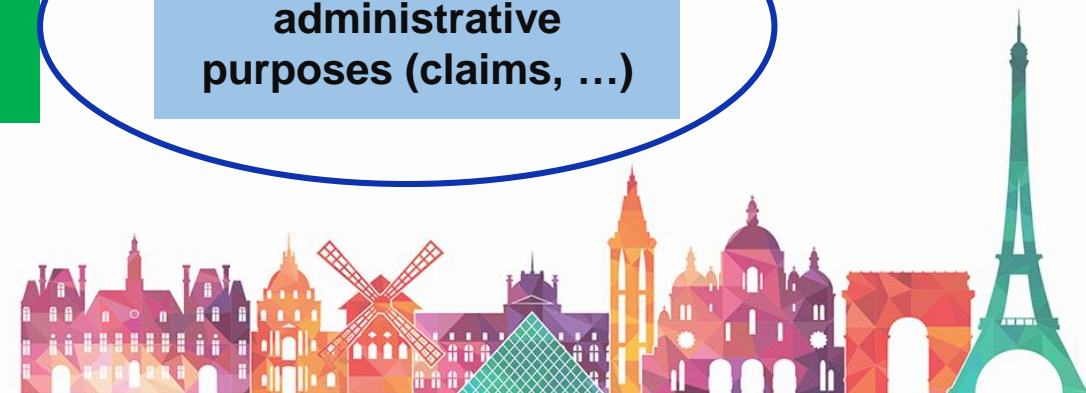 administrative
purposes (claims, …)